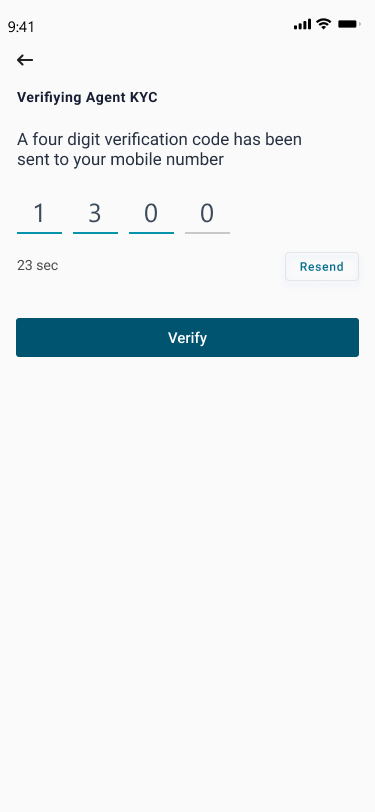 9:41
Verifiying Agent KYC
A four digit verification code has been
sent to your mobile number
1 3 0 0
23 sec
Resend
Verify